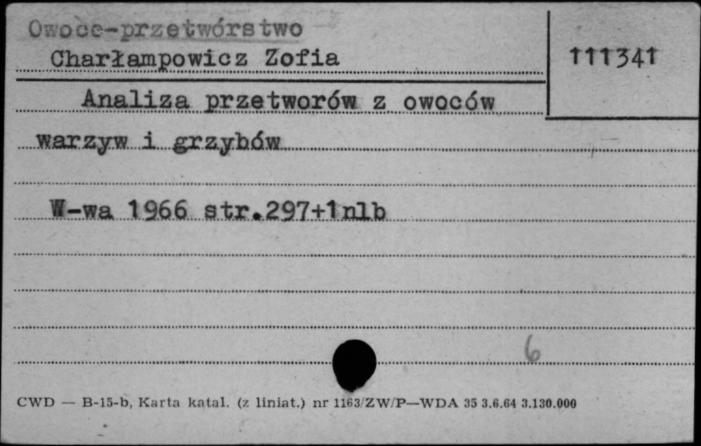 Owoce-przetwórstwo
Charłampowicz Zofia
111341
Analiza przetworów z owoców
warzyw i grzybów
W-wa 1966 str.297+1nlb
6
CWD — B-15-b, Karta katal. (z liniat.) nr 1163/ZW/P—WDA 35 3.6.64 3.130.000